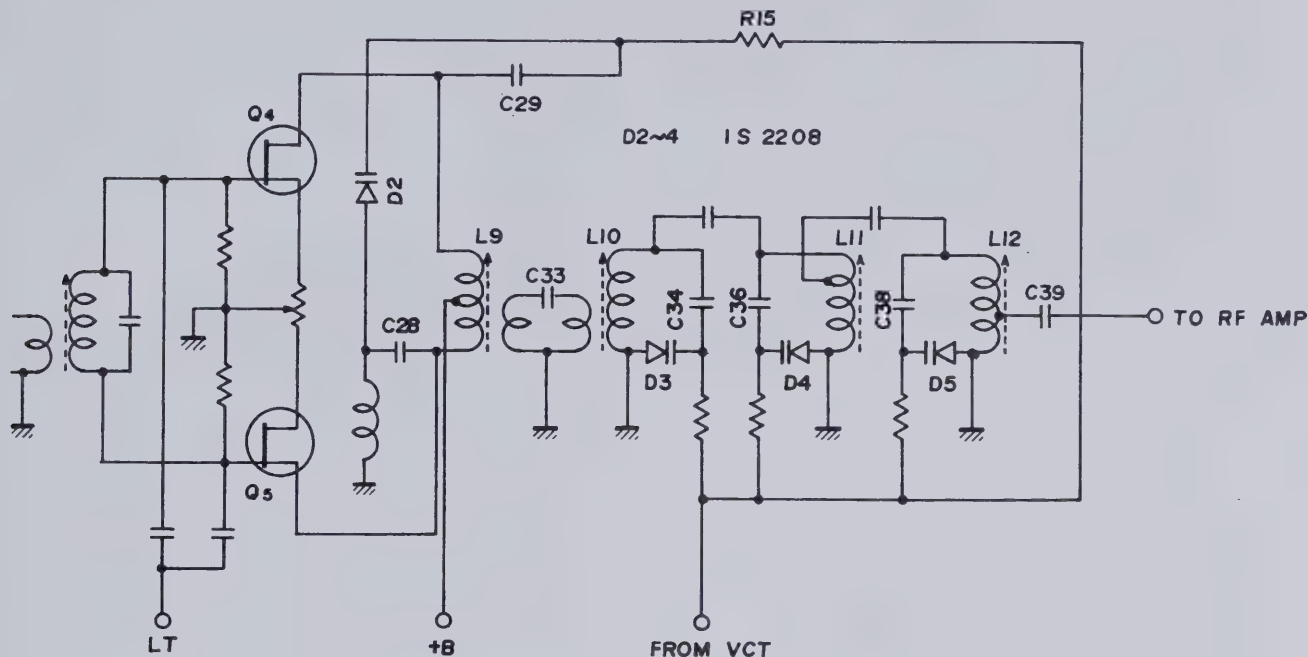 R15
C29
Q4
D2~4 1S 2208
D2
L9
L10
L11
L12
C33
C34
C36
C38
C39
TO RF AMP
C28
D3
D4
D5
Q5
LT
+B
FROM VCT